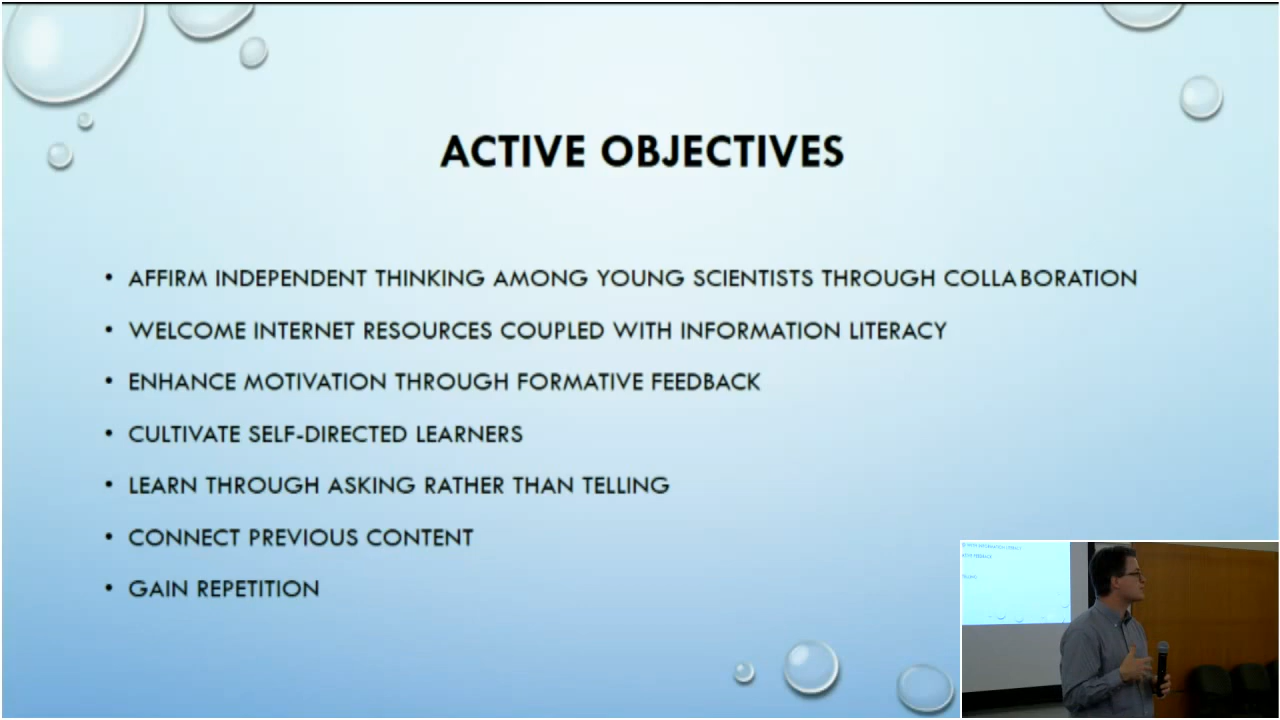 ACTIVE OBJECTIVES
• AFFIRM INDEPENDENT THINKING AMONG YOUNG SCIENTISTS THROUGH COLLABORATION
• WELCOME INTERNET RESOURCES COUPLED WITH INFORMATION LITERACY
• ENHANCE MOTIVATION THROUGH FORMATIVE FEEDBACK
• CULTIVATE SELF-DIRECTED LEARNERS
• LEARN THROUGH ASKING RATHER THAN TELLING
• CONNECT PREVIOUS CONTENT
• GAIN REPETITION